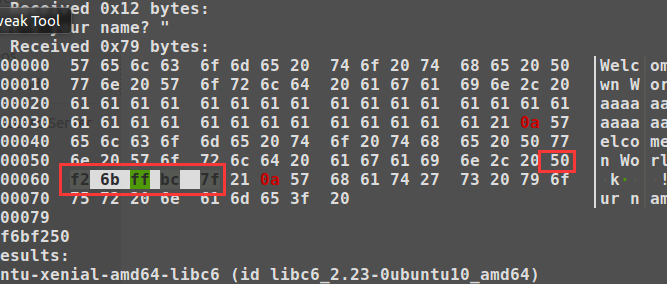 Received 0x12 bytes:
weak Tool
ur name? "
Received 0x79 bytes:
00000 57 65 6c 63 6f 6d 65 20 74 6f 20 74 68 65 20 50 Welc om
00010 77 6e 20 57 6f 72 6c 64 20 61 67 61 69 6e 2c 20 wn W or
00020 61 61 61 61 61 61 61 61 61 61 61 61 61 61 61 61 aaaa aa
00030 61 61 61 61 61 61 61 61 61 61 61 61 61 21 0a 57 aaaa aa
00040 65 6c 63 6f 6d 65 20 74 6f 20 74 68 65 20 50 77 elco me
00050 6e 20 57 6f 72 6c 64 20 61 67 61 69 6e 2c 20 50 n Wo rl
00060 f2 6b ff bc 7f 21 0a 57 68 61 74 27 73 20 79 6f ·k· · !
00070 75 72 20 6e 61 6d 65 3f 20 ur n am
00079
f6bf250
esults:
ntu-xenial-amd64-libc6 (id libc6_2.23-0ubuntu10_amd64)